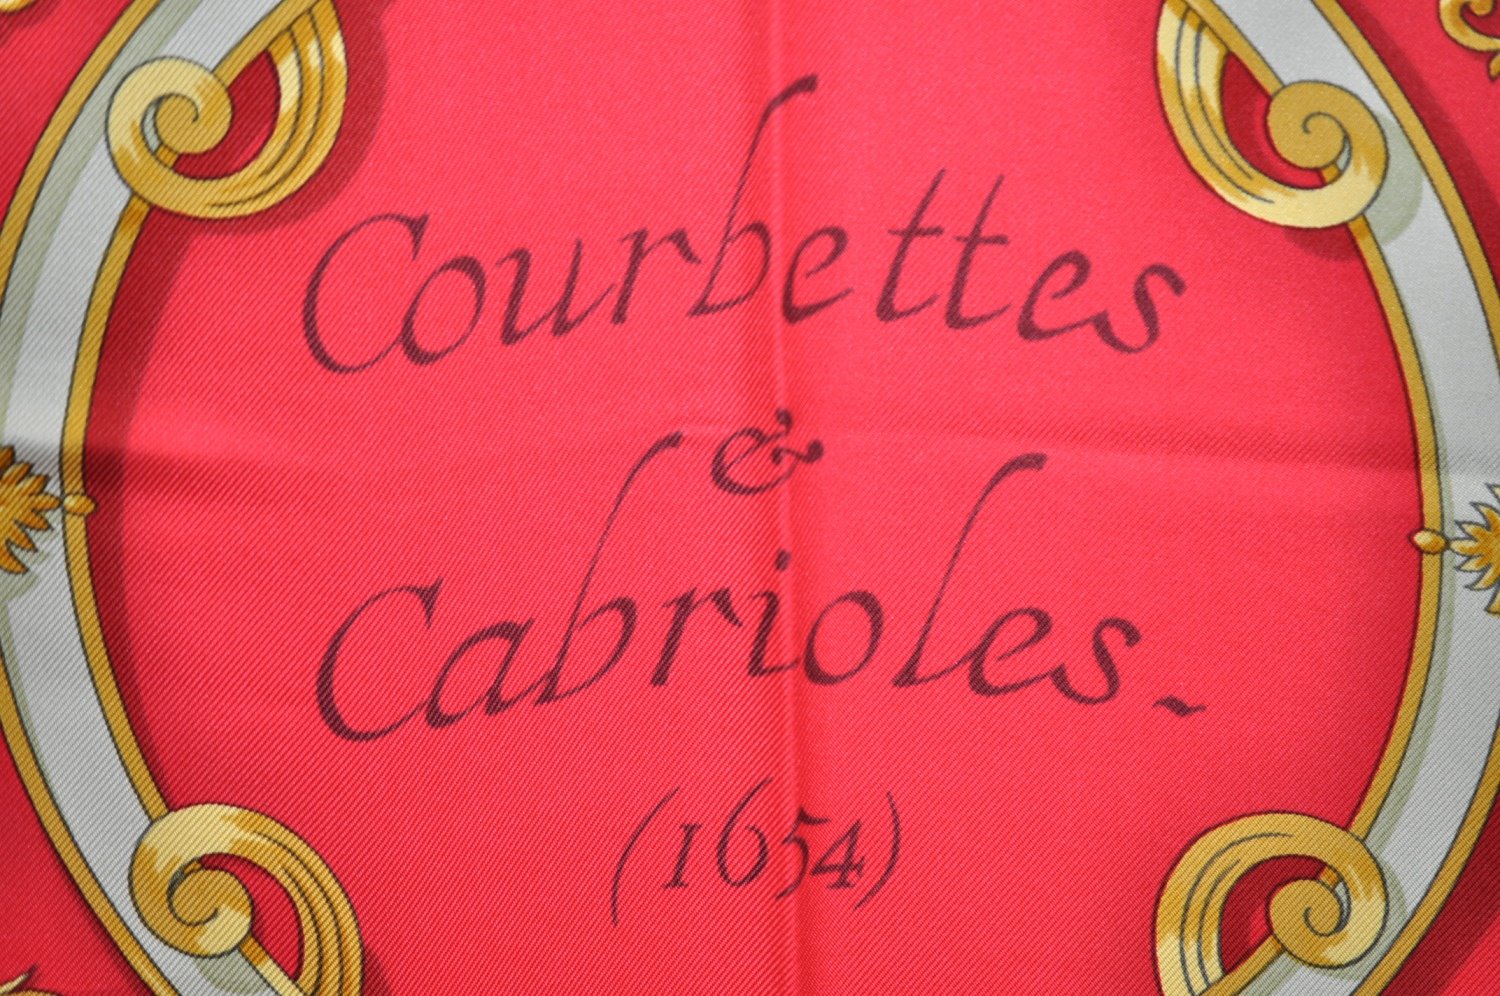 Courbettes
&
Cabrioles.
(1654)